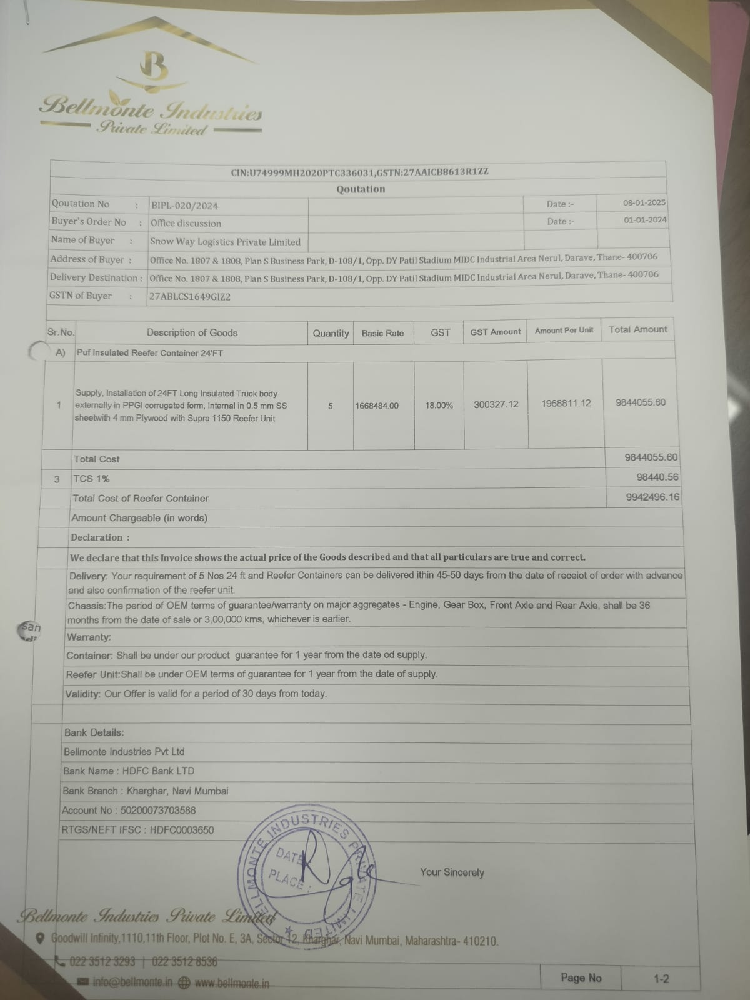 B
Bellmonte Industries
Private Limited
CIN:U74999MH2020PTC336031,GSTN:27AAICB8613R1ZZ
Qoutation
Qoutation No : BIPL-020/2024 Date :- 08-01-2025
Buyer's Order No : Office discussion Date :- 01-01-2024
Name of Buyer : Snow Way Logistics Private Limited
Address of Buyer : Office No. 1807 & 1808, Plan S Business Park, D-108/1, Opp. DY Patil Stadium MIDC Industrial Area Nerul, Darave, Thane- 400706
Delivery Destination : Office No. 1807 & 1808, Plan S Business Park, D-108/1, Opp. DY Patil Stadium MIDC Industrial Area Nerul, Darave, Thane- 400706
GSTN of Buyer : 27ABLCS1649GIZ2
Sr.No. Description of Goods Quantity Basic Rate GST GST Amount Amount Per Unit Total Amount
A) Puf Insulated Reefer Container 24'FT
Supply, Installation of 24FT Long Insulated Truck body
1 externally in PPGI corrugated form, Internal in 0.5 mm SS 5 1668484.00 18.00% 300327.12 1968811.12 9844055.60
sheetwith 4 mm Plywood with Supra 1150 Reefer Unit
Total Cost 9844055.60
3 TCS 1% 98440.56
Total Cost of Reefer Container 9942496.16
Amount Chargeable (in words)
Declaration :
We declare that this Invoice shows the actual price of the Goods described and that all particulars are true and correct.
Delivery: Your requirement of 5 Nos 24 ft and Reefer Containers can be delivered ithin 45-50 days from the date of receiot of order with advance
and also confirmation of the reefer unit.
Chassis:The period of OEM terms of guarantee/warranty on major aggregates - Engine, Gear Box, Front Axle and Rear Axle, shall be 36
months from the date of sale or 3,00,000 kms, whichever is earlier.
Warranty:
Container: Shall be under our product guarantee for 1 year from the date od supply.
Reefer Unit:Shall be under OEM terms of guarantee for 1 year from the date of supply.
Validity: Our Offer is valid for a period of 30 days from today.
Bank Details:
Bellmonte Industries Pvt Ltd
Bank Name : HDFC Bank LTD
Bank Branch : Kharghar, Navi Mumbai
Account No : 50200073703588
RTGS/NEFT IFSC : HDFC0003650
BELLMONTE INDUSTRIES PRIVATE LIMITED
DATE
PLACE :
Your Sincerely
Bellmonte Industries Private Limited
Goodwill Infinity,1110,11th Floor, Plot No. E, 3A, Sector 12, Kharghar, Navi Mumbai, Maharashtra- 410210.
022 3512 3293 | 022 3512 8536
info@bellmonte.in www.bellmonte.in
Page No 1-2